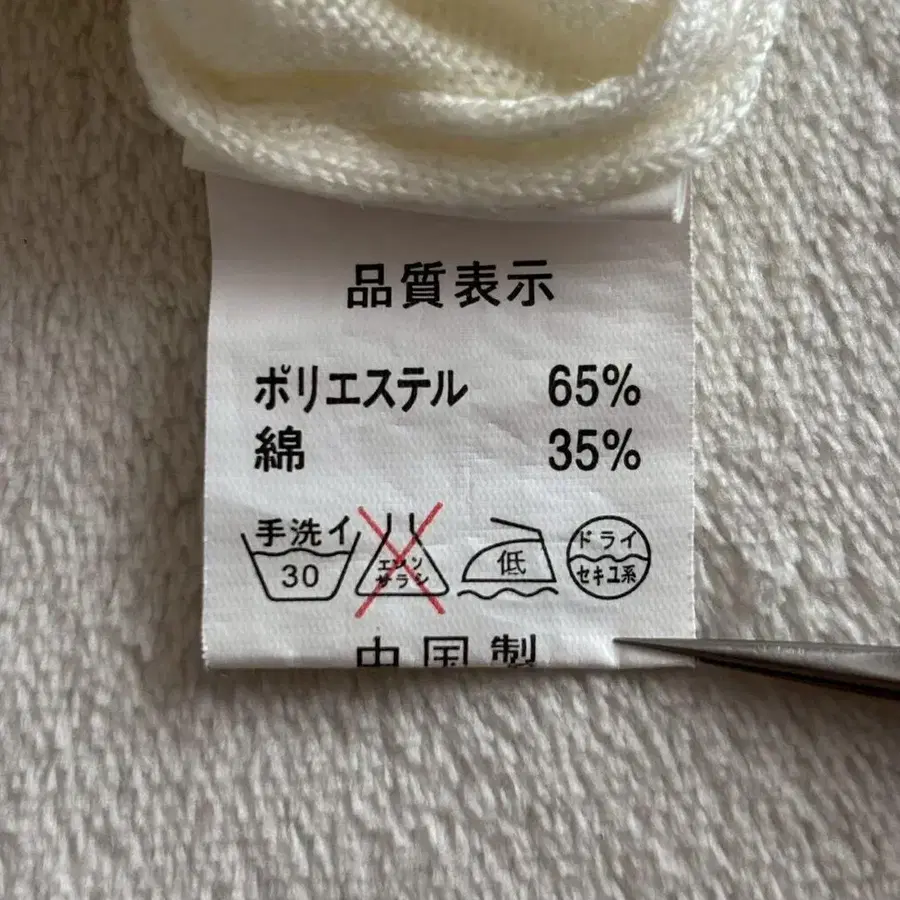 品質表示
ポリエステル 65%
綿 35%
手洗イ 30
エンソ サラシ
低
ドライ セキユ系
中国製